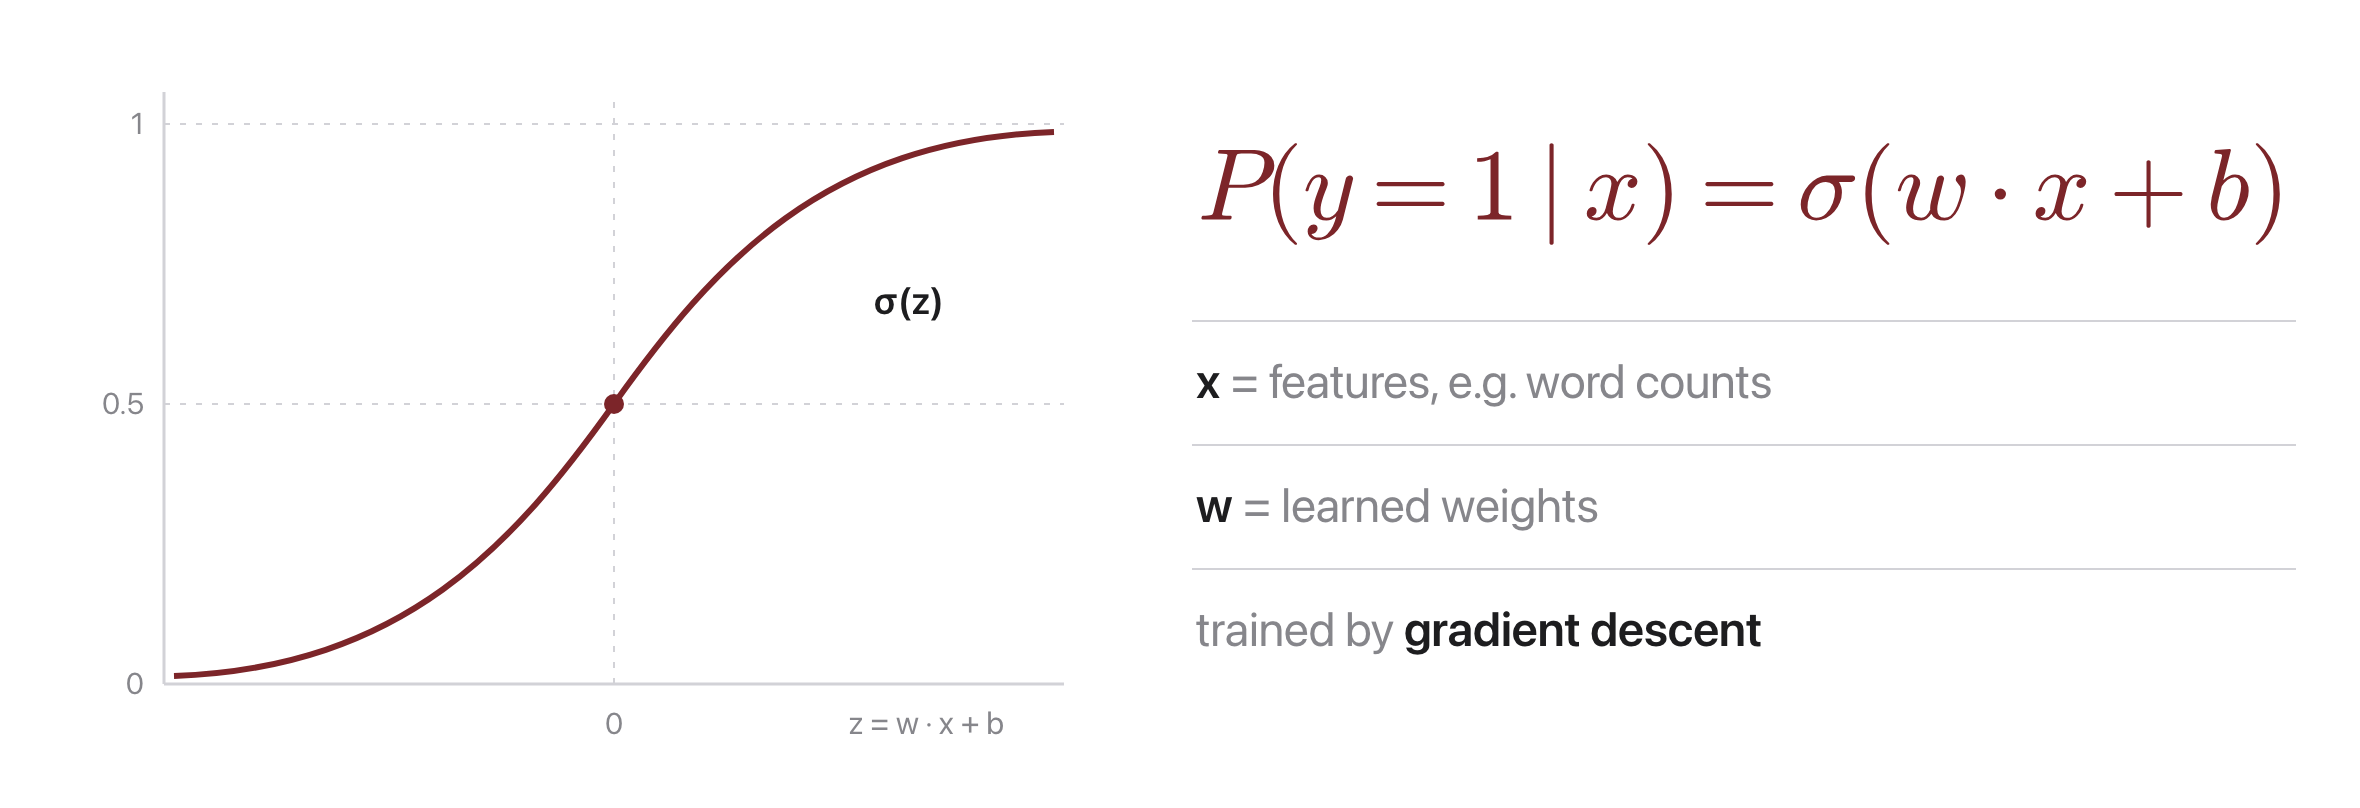 1
0.5
0
σ(z)
0
z = w · x + b
P(y = 1 | x) = σ(w · x + b)
x = features, e.g. word counts
w = learned weights
trained by gradient descent